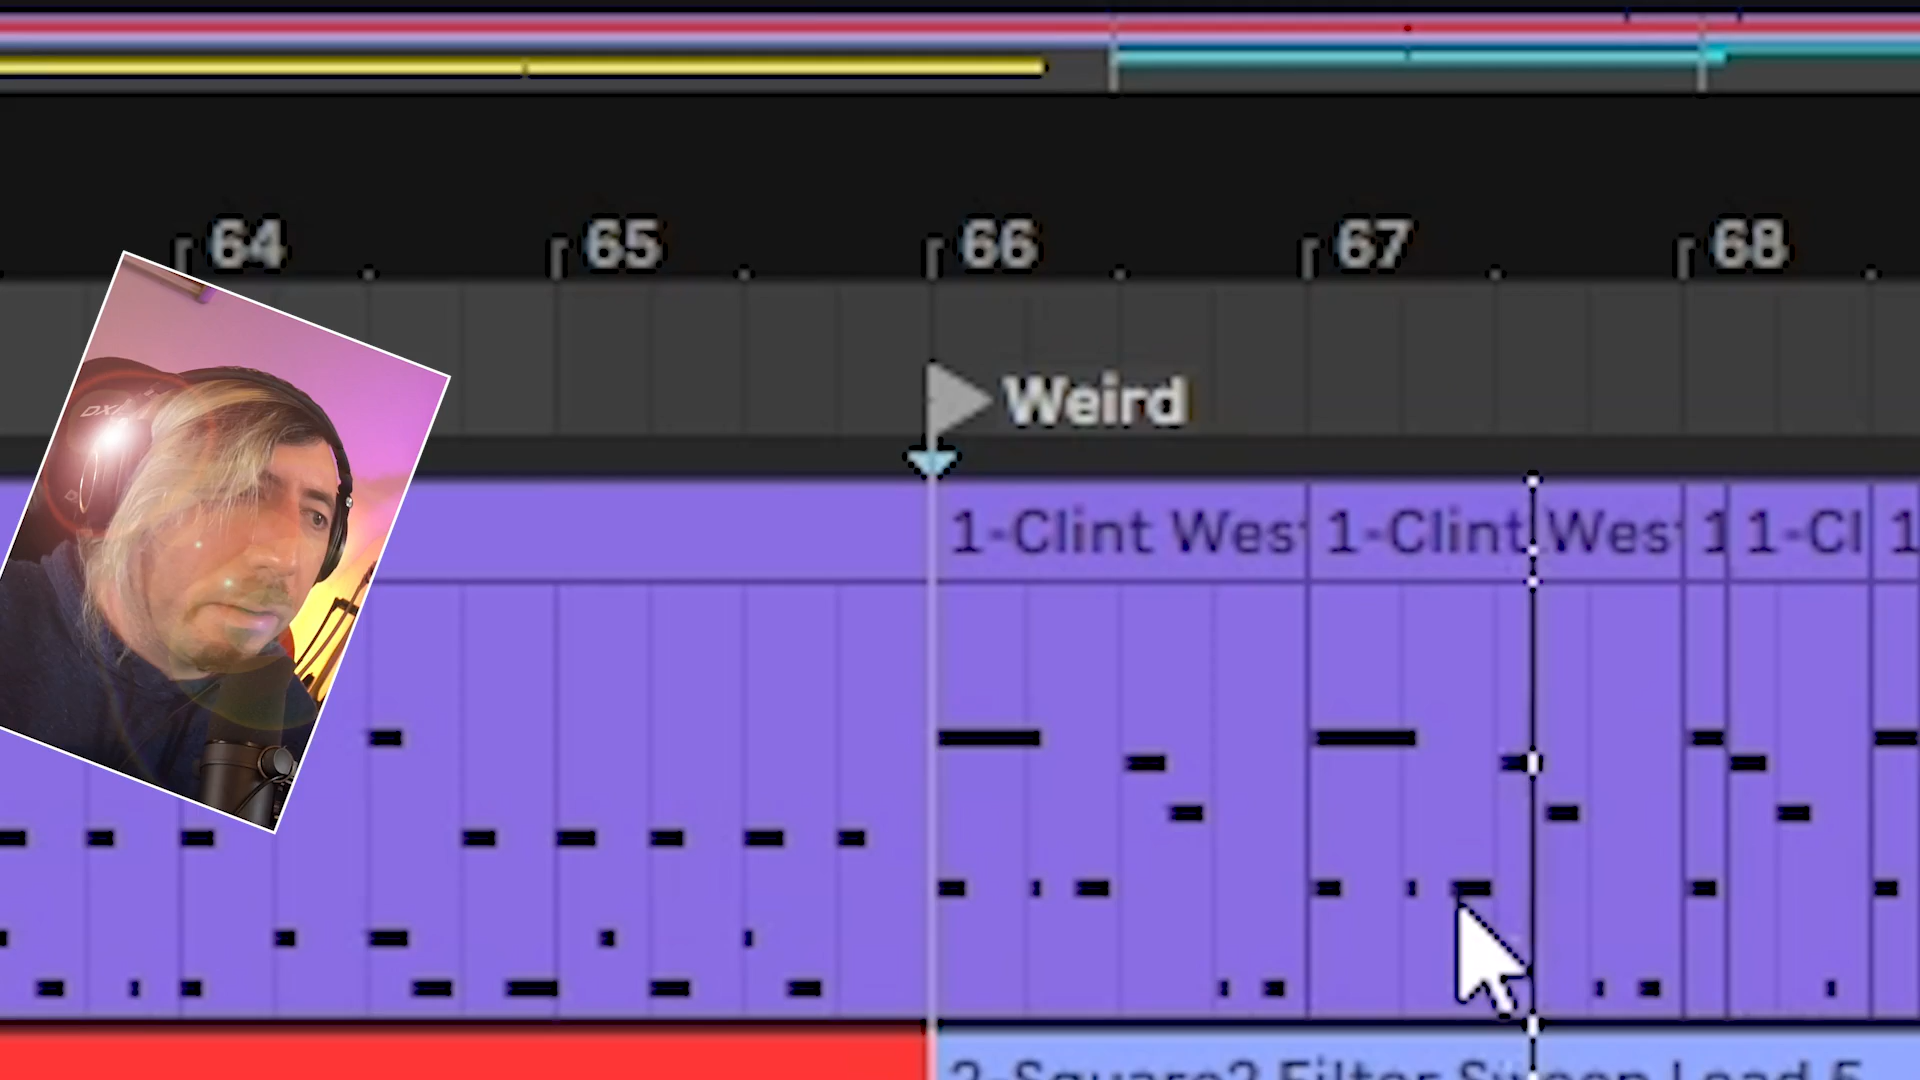 64 65 66 67 68
Weird
1-Clint Wes 1-Clint Wes 1 1-Cl 1
DX
2-Square2 Filter Sweep Lead 5